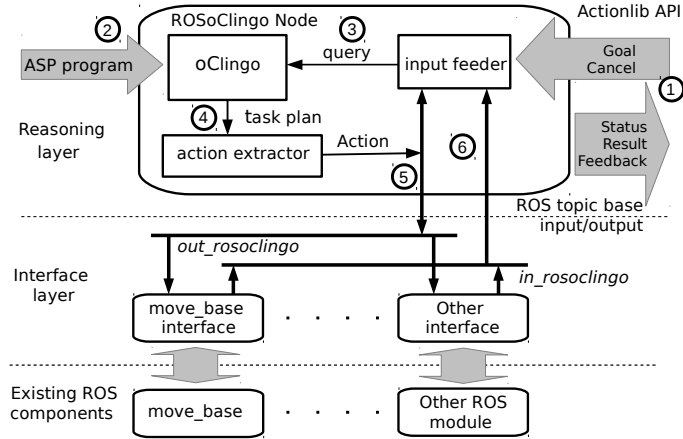 ROSoClingo Node
Actionlib API
2
3
ASP program
oClingo
query
input feeder
Goal
Cancel
1
4
task plan
Reasoning
layer
action extractor
Action
5
6
Status
Result
Feedback
ROS topic base
input/output
out_rosoclingo
in_rosoclingo
Interface
layer
move_base
interface
. . . .
Other
interface
Existing ROS
components
move_base
. . . .
Other ROS
module